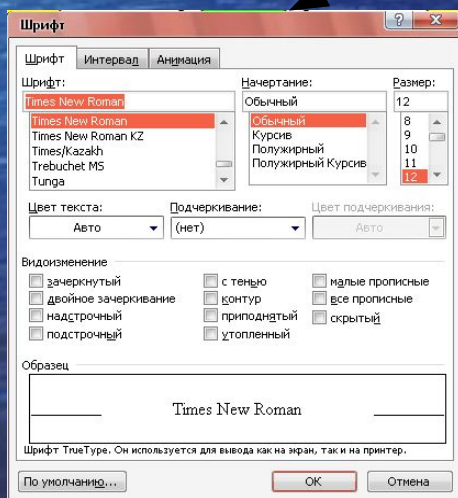 Шрифт
Шрифт Интервал Анимация
Шрифт: Начертание: Размер:
Times New Roman Обычный 12
Times New Roman Обычный 8
Times New Roman KZ Курсив 9
Times/Kazakh Полужирный 10
Trebuchet MS Полужирный Курсив 11
Tunga 12
Цвет текста: Подчеркивание: Цвет подчеркивания:
Авто (нет) Авто
Видоизменение
зачеркнутый с тенью малые прописные
двойное зачеркивание контур все прописные
надстрочный приподнятый скрытый
подстрочный утопленный
Образец
Times New Roman
Шрифт TrueType. Он используется для вывода как на экран, так и на принтер.
По умолчанию... ОК Отмена